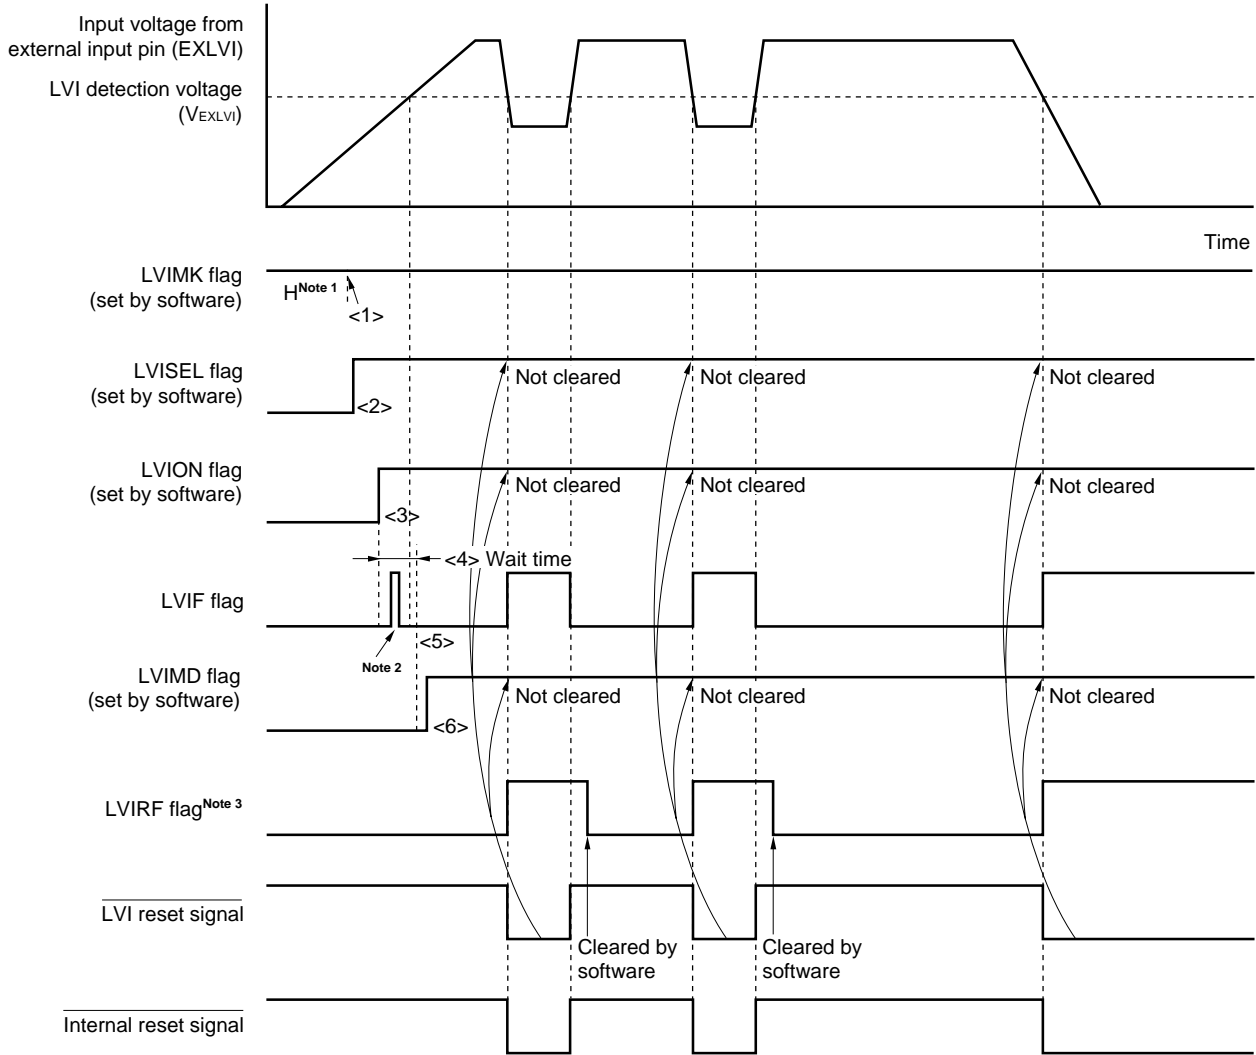 Input voltage from
external input pin (EXLVI)
LVI detection voltage
(VEXLVI)
Time
LVIMK flag
(set by software)
HNote 1
<1>
LVISEL flag
(set by software)
<2>
Not cleared
Not cleared
Not cleared
LVION flag
(set by software)
<3>
Not cleared
Not cleared
Not cleared
<4> Wait time
LVIF flag
Note 2
<5>
LVIMD flag
(set by software)
<6>
Not cleared
Not cleared
Not cleared
LVIRF flagNote 3
LVI reset signal
Cleared by
software
Cleared by
software
Internal reset signal